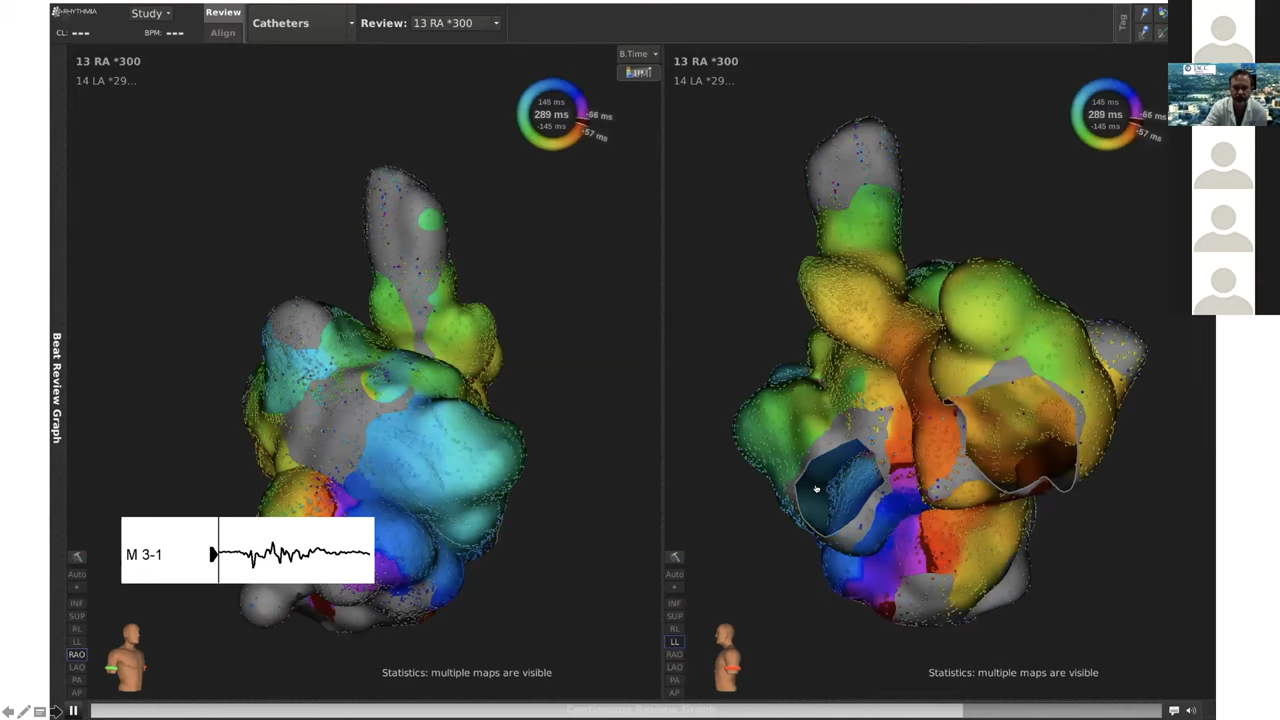 RHYTHMIA
Study
Review
Align
Catheters
Review: 13 RA *300
Tag
CL: ---
BPM: ---
13 RA *300
14 LA *29...
B.Time
145 ms
289 ms
-145 ms
-66 ms
-57 ms
13 RA *300
14 LA *29...
145 ms
289 ms
-145 ms
-66 ms
-57 ms
Beat Review Graph
M 3-1
Auto
INF
SUP
RL
LL
RAO
LAO
PA
AP
Statistics: multiple maps are visible
Auto
INF
SUP
RL
LL
RAO
LAO
PA
AP
Statistics: multiple maps are visible
Continuous Review Graph